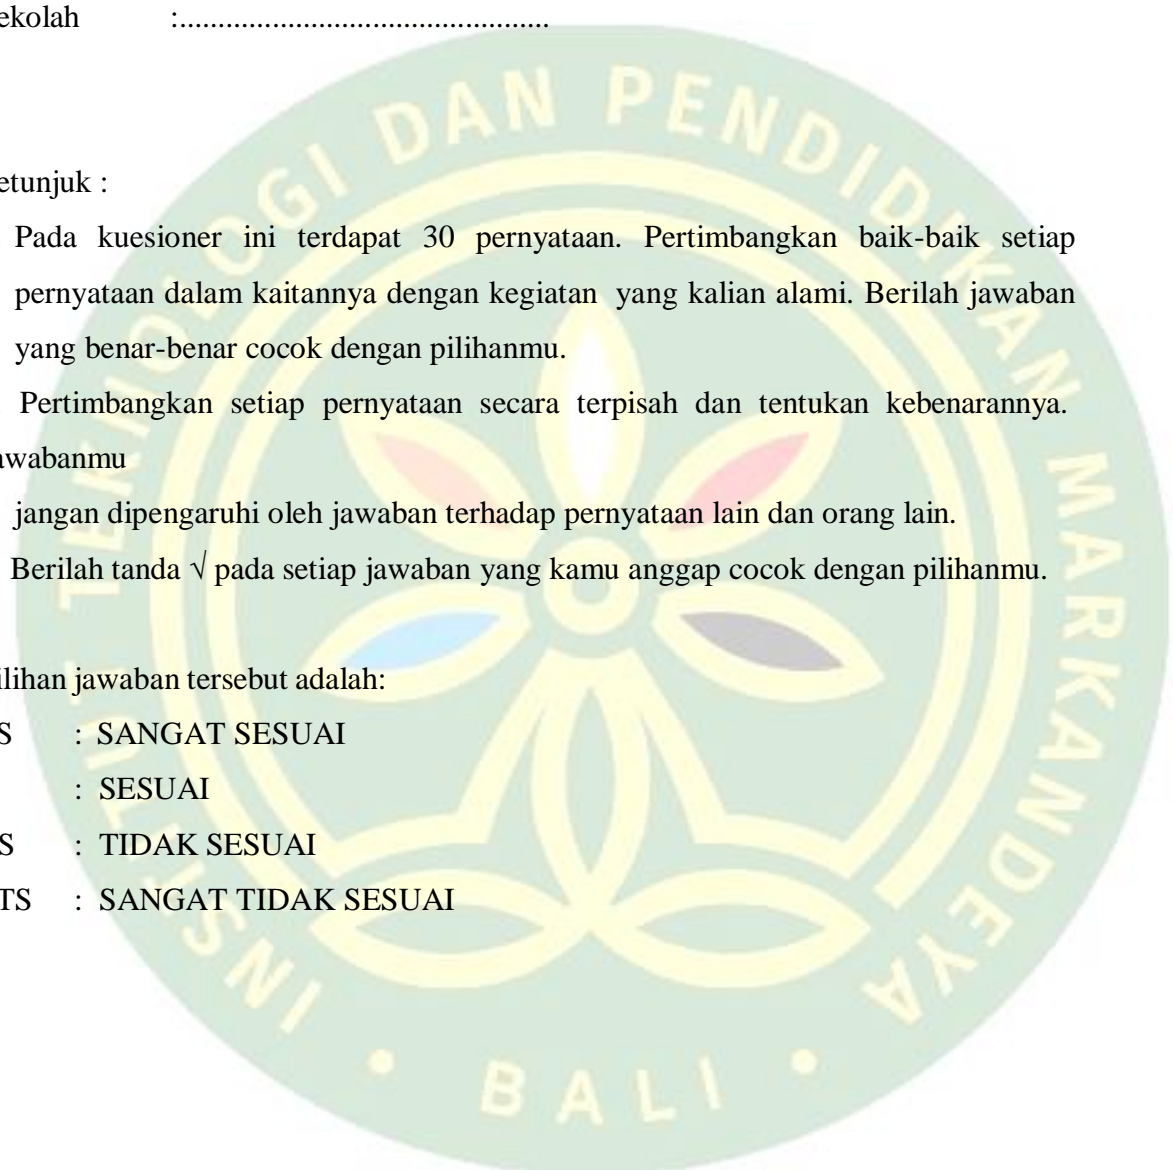 ekolah :...............................................
etunjuk :
Pada kuesioner ini terdapat 30 pernyataan. Pertimbangkan baik-baik setiap
pernyataan dalam kaitannya dengan kegiatan yang kalian alami. Berilah jawaban
yang benar-benar cocok dengan pilihanmu.
Pertimbangkan setiap pernyataan secara terpisah dan tentukan kebenarannya.
awabanmu
jangan dipengaruhi oleh jawaban terhadap pernyataan lain dan orang lain.
Berilah tanda √ pada setiap jawaban yang kamu anggap cocok dengan pilihanmu.
ilihan jawaban tersebut adalah:
S : SANGAT SESUAI
: SESUAI
S : TIDAK SESUAI
TS : SANGAT TIDAK SESUAI
INSTITUT TEKNOLOGI DAN PENDIDIKAN MARKANDEYA
• BALI •